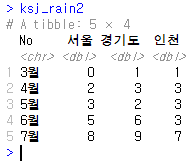 > ksj_rain2
# A tibble: 5 × 4
No 서울 경기도 인천
<chr> <dbl> <dbl> <dbl>
1 3월 0 1 1
2 4월 2 3 3
3 5월 3 2 3
4 6월 5 6 3
5 7월 8 9 7
>